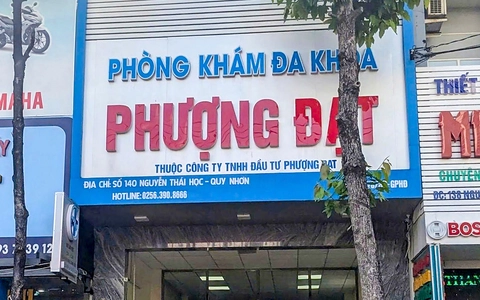 PHÒNG KHÁM ĐA KHOA
PHƯỢNG ĐẠT
THUỘC CÔNG TY TNHH ĐẦU TƯ PHƯỢNG ĐẠT
ĐỊA CHỈ: SỐ 140 NGUYỄN THÁI HỌC - QUY NHƠN
HOTLINE: 0256.390.8666
GPHĐ
THIẾT
BOSC